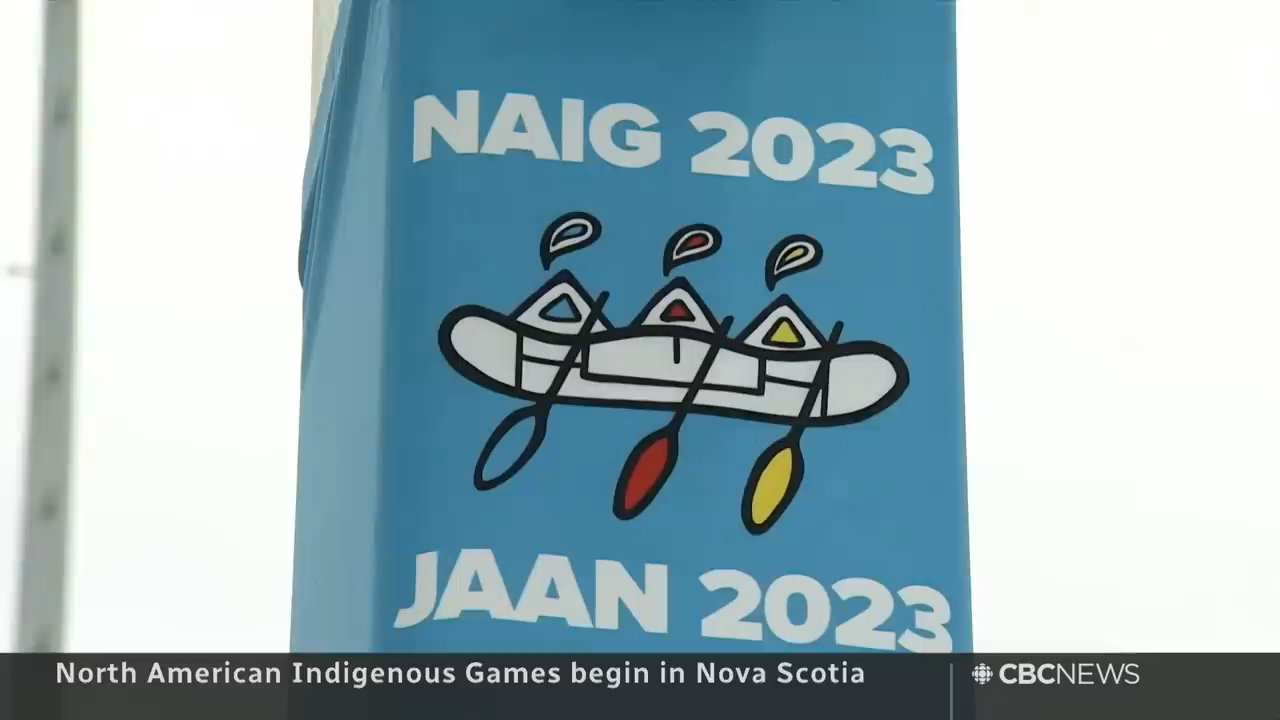 NAIG 2023
JAAN 2023
North American Indigenous Games begin in Nova Scotia
CBCNEWS